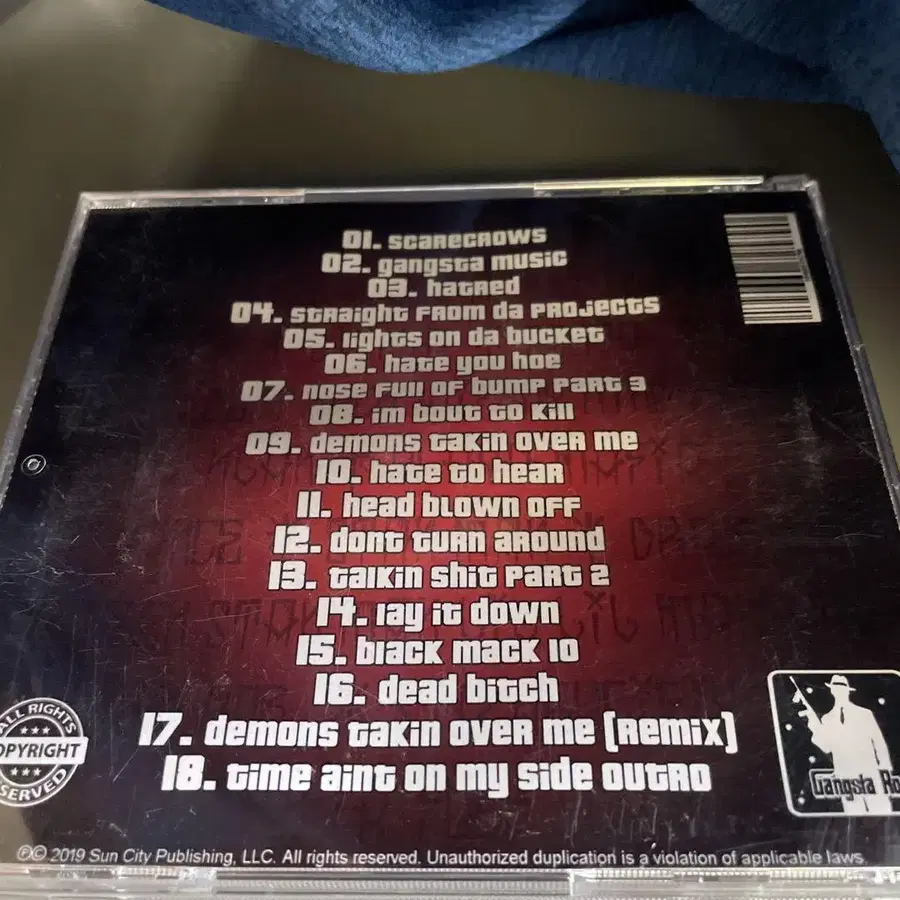 01. scarecrows
02. gangsta music
03. hatred
04. straight from da projects
05. lights on da bucket
06. hate you hoe
07. nose full of bump part 3
08. im bout to kill
09. demons takin over me
10. hate to hear
11. head blown off
12. dont turn around
13. talkin shit part 2
14. lay it down
15. black mack 10
16. dead bitch
17. demons takin over me (remix)
18. time aint on my side outro
ALL RIGHTS
OPYRIGHT
SERVED
Gangsta Ro
℗© 2019 Sun City Publishing, LLC. All rights reserved. Unauthorized duplication is a violation of applicable laws.